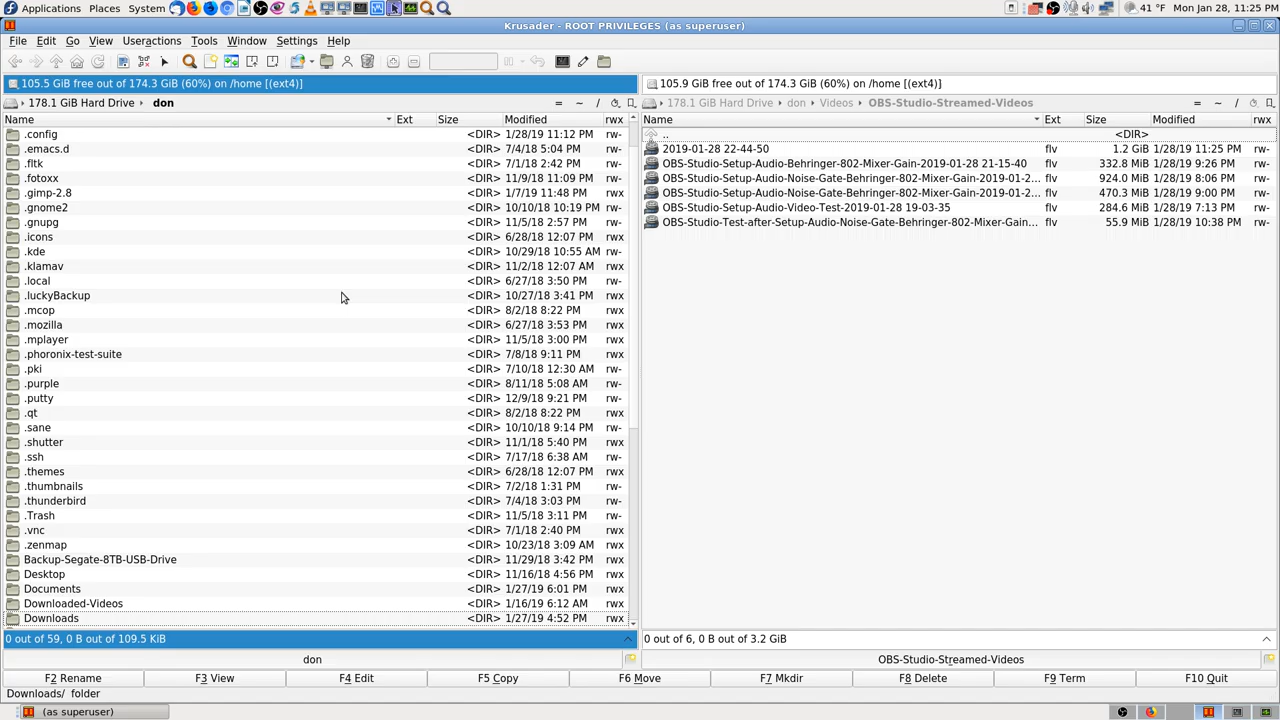 Applications Places System 41 °F Mon Jan 28, 11:25 PM
Krusader - ROOT PRIVILEGES (as superuser)
File Edit Go View Useractions Tools Window Settings Help
105.5 GiB free out of 174.3 GiB (60%) on /home [(ext4)]
178.1 GiB Hard Drive › don = ~ /
Name Ext Size Modified rwx
.config <DIR> 1/28/19 11:12 PM rw-
.emacs.d <DIR> 7/4/18 5:04 PM rw-
.fltk <DIR> 7/1/18 2:42 PM rw-
.fotoxx <DIR> 11/9/18 11:09 PM rw-
.gimp-2.8 <DIR> 1/7/19 11:48 PM rw-
.gnome2 <DIR> 10/10/18 10:19 PM rw-
.gnupg <DIR> 11/5/18 2:57 PM rw-
.icons <DIR> 6/28/18 12:07 PM rwx
.kde <DIR> 10/29/18 10:55 AM rw-
.klamav <DIR> 11/2/18 12:07 AM rwx
.local <DIR> 6/27/18 3:50 PM rw-
.luckyBackup <DIR> 10/27/18 3:41 PM rwx
.mcop <DIR> 8/2/18 8:22 PM rw-
.mozilla <DIR> 6/27/18 3:53 PM rw-
.mplayer <DIR> 11/5/18 3:00 PM rwx
.phoronix-test-suite <DIR> 7/8/18 9:11 PM rw-
.pki <DIR> 7/10/18 12:30 AM rw-
.purple <DIR> 8/11/18 5:08 AM rw-
.putty <DIR> 12/9/18 9:21 PM rw-
.qt <DIR> 8/2/18 8:22 PM rwx
.sane <DIR> 10/10/18 9:14 PM rw-
.shutter <DIR> 11/1/18 5:40 PM rwx
.ssh <DIR> 7/17/18 6:38 AM rw-
.themes <DIR> 6/28/18 12:07 PM rwx
.thumbnails <DIR> 7/2/18 1:31 PM rw-
.thunderbird <DIR> 7/4/18 3:03 PM rw-
.Trash <DIR> 11/5/18 3:11 PM rw-
.vnc <DIR> 7/1/18 2:40 PM rwx
.zenmap <DIR> 10/23/18 3:09 AM rwx
Backup-Segate-8TB-USB-Drive <DIR> 11/29/18 3:42 PM rwx
Desktop <DIR> 11/16/18 4:56 PM rwx
Documents <DIR> 1/27/19 6:01 PM rwx
Downloaded-Videos <DIR> 1/16/19 6:12 AM rwx
Downloads <DIR> 1/27/19 4:52 PM rwx
0 out of 59, 0 B out of 109.5 KiB
don
105.9 GiB free out of 174.3 GiB (60%) on /home [(ext4)]
178.1 GiB Hard Drive › don › Videos › OBS-Studio-Streamed-Videos = ~ /
Name Ext Size Modified rwx
.. <DIR>
2019-01-28 22-44-50 flv 1.2 GiB 1/28/19 11:25 PM rw-
OBS-Studio-Setup-Audio-Behringer-802-Mixer-Gain-2019-01-28 21-15-40 flv 332.8 MiB 1/28/19 9:26 PM rw-
OBS-Studio-Setup-Audio-Noise-Gate-Behringer-802-Mixer-Gain-2019-01-2... flv 924.0 MiB 1/28/19 8:06 PM rw-
OBS-Studio-Setup-Audio-Noise-Gate-Behringer-802-Mixer-Gain-2019-01-2... flv 470.3 MiB 1/28/19 9:00 PM rw-
OBS-Studio-Setup-Audio-Video-Test-2019-01-28 19-03-35 flv 284.6 MiB 1/28/19 7:13 PM rw-
OBS-Studio-Test-after-Setup-Audio-Noise-Gate-Behringer-802-Mixer-Gain... flv 55.9 MiB 1/28/19 10:38 PM rw-
0 out of 6, 0 B out of 3.2 GiB
OBS-Studio-Streamed-Videos
F2 Rename F3 View F4 Edit F5 Copy F6 Move F7 Mkdir F8 Delete F9 Term F10 Quit
Downloads/ folder
(as superuser)